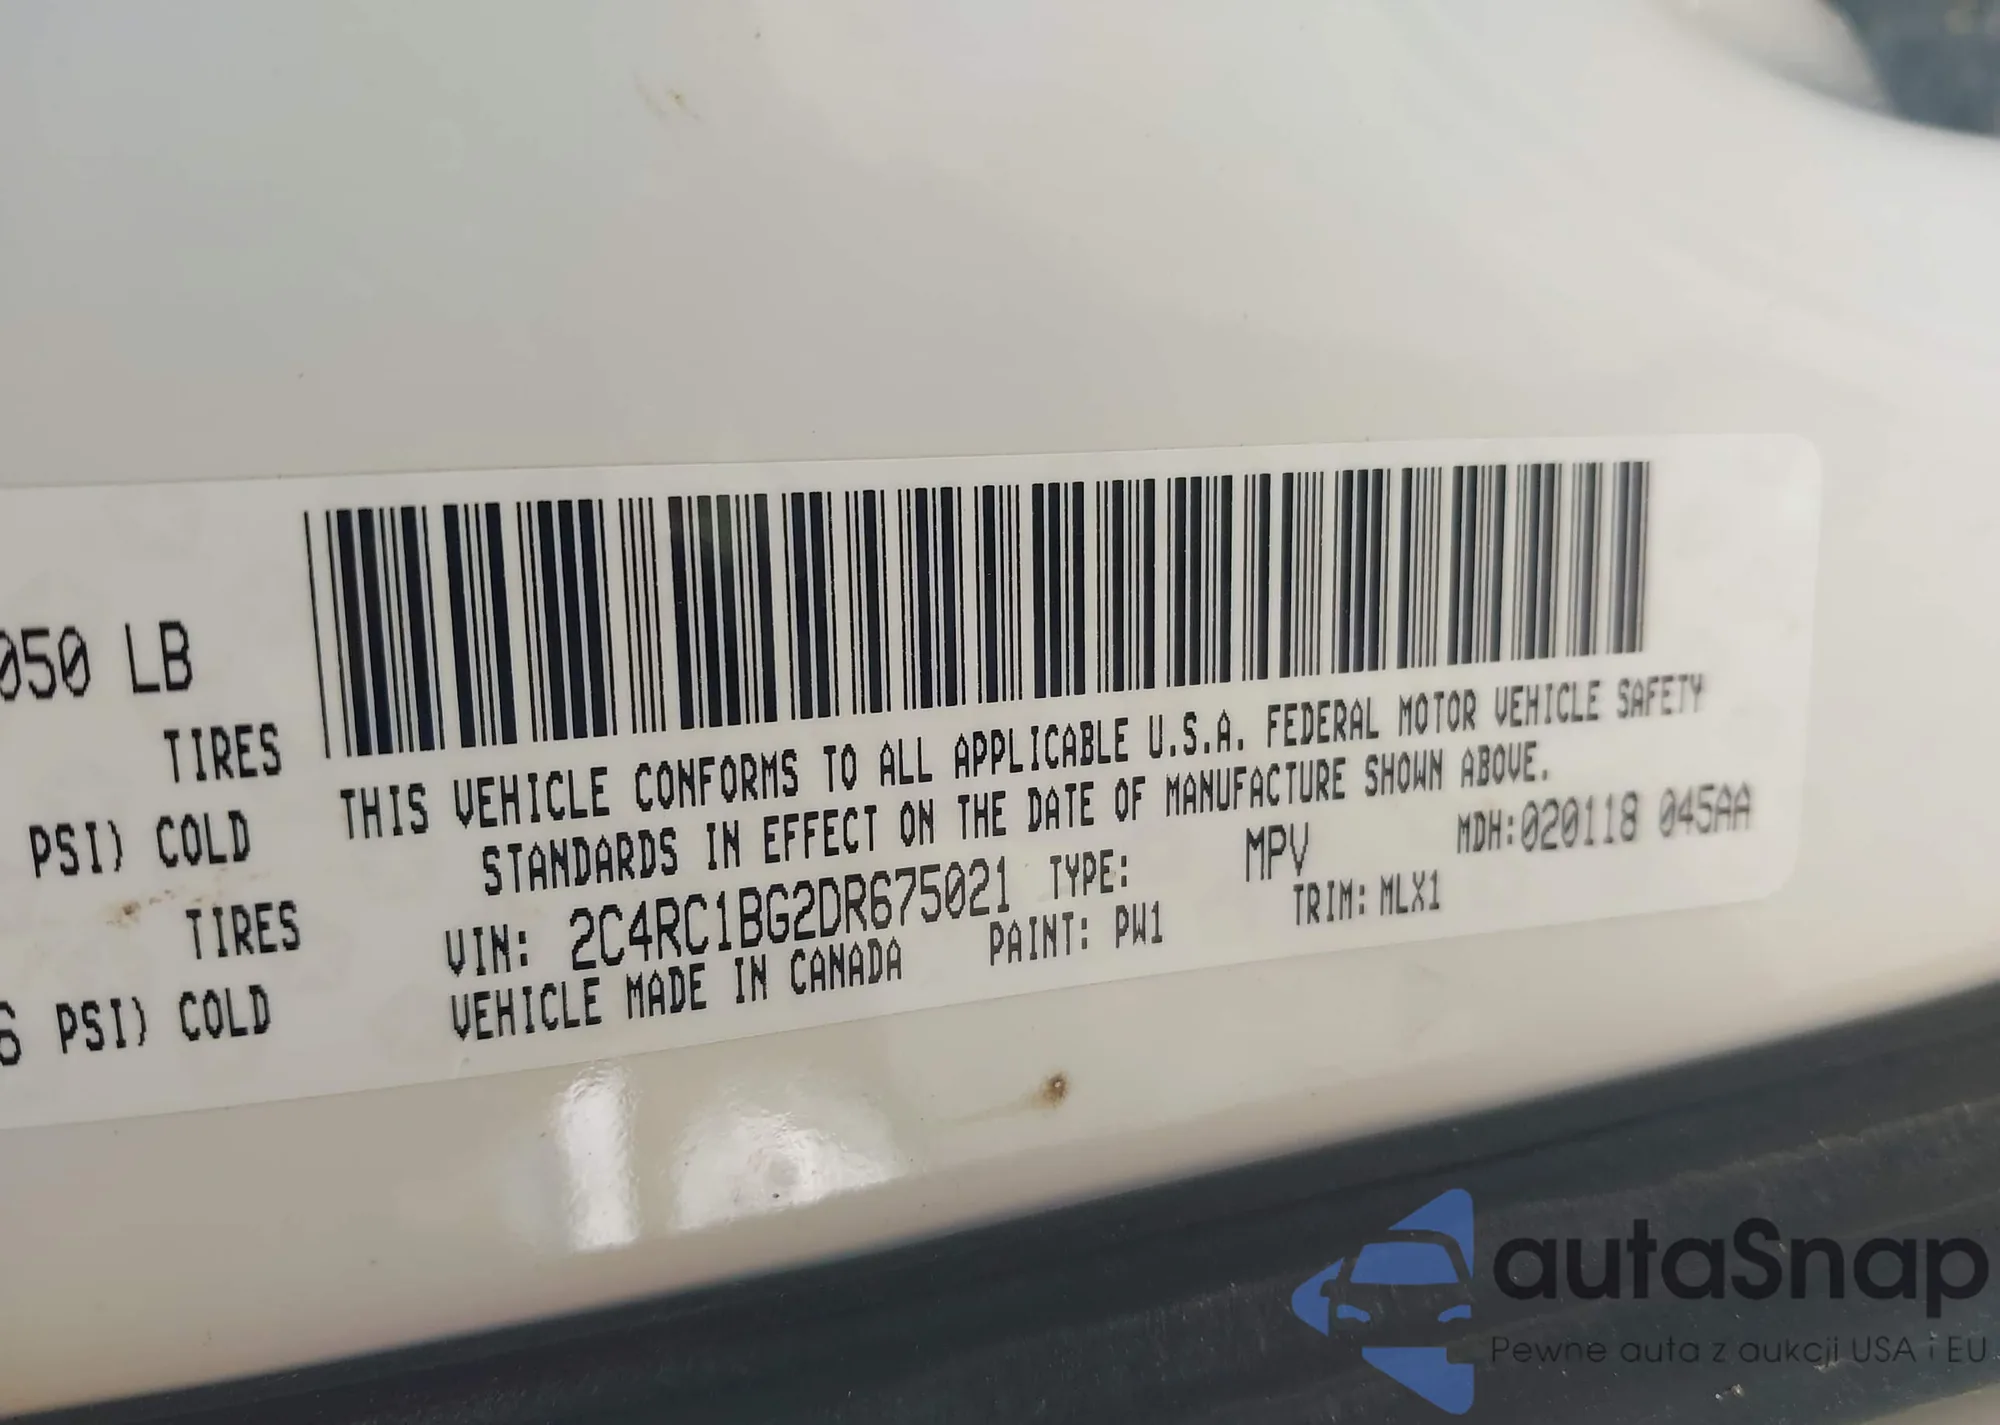 050 LB
TIRES
PSI) COLD
TIRES
6 PSI) COLD
THIS VEHICLE CONFORMS TO ALL APPLICABLE U.S.A. FEDERAL MOTOR VEHICLE SAFETY
STANDARDS IN EFFECT ON THE DATE OF MANUFACTURE SHOWN ABOVE.
VIN: 2C4RC1BG2DR675021 TYPE: MPV MDH:020118 045AA
VEHICLE MADE IN CANADA PAINT: PW1 TRIM: MLX1
autaSnap
Pewne auta z aukcji USA i EU